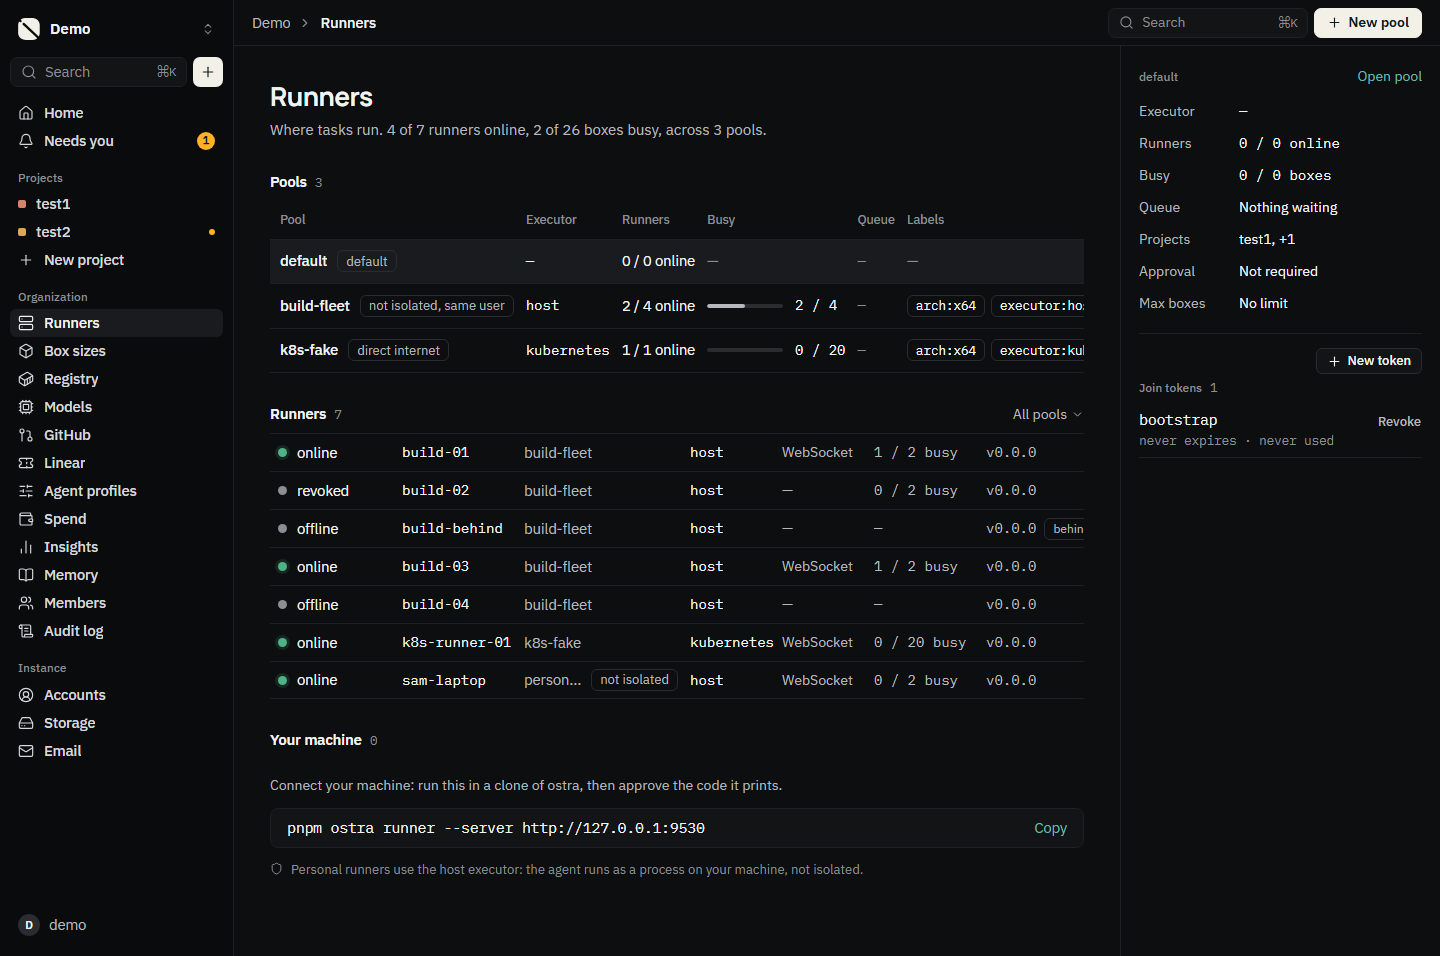 Demo
Search ⌘K
Home
Needs you 1
Projects
test1
test2
New project
Organization
Runners
Box sizes
Registry
Models
GitHub
Linear
Agent profiles
Spend
Insights
Memory
Members
Audit log
Instance
Accounts
Storage
Email
D demo
Demo > Runners
Search ⌘K
New pool
Runners
Where tasks run. 4 of 7 runners online, 2 of 26 boxes busy, across 3 pools.
Pools 3
Pool Executor Runners Busy Queue Labels
default default — 0 / 0 online — — —
build-fleet not isolated, same user host 2 / 4 online 2 / 4 — arch:x64 executor:hos
k8s-fake direct internet kubernetes 1 / 1 online 0 / 20 — arch:x64 executor:kub
Runners 7 All pools
online build-01 build-fleet host WebSocket 1 / 2 busy v0.0.0
revoked build-02 build-fleet host — 0 / 2 busy v0.0.0
offline build-behind build-fleet host — — v0.0.0 behin
online build-03 build-fleet host WebSocket 1 / 2 busy v0.0.0
offline build-04 build-fleet host — — v0.0.0
online k8s-runner-01 k8s-fake kubernetes WebSocket 0 / 20 busy v0.0.0
online sam-laptop person... not isolated host WebSocket 0 / 2 busy v0.0.0
Your machine 0
Connect your machine: run this in a clone of ostra, then approve the code it prints.
pnpm ostra runner --server http://127.0.0.1:9530 Copy
Personal runners use the host executor: the agent runs as a process on your machine, not isolated.
default Open pool
Executor —
Runners 0 / 0 online
Busy 0 / 0 boxes
Queue Nothing waiting
Projects test1, +1
Approval Not required
Max boxes No limit
New token
Join tokens 1
bootstrap Revoke
never expires · never used